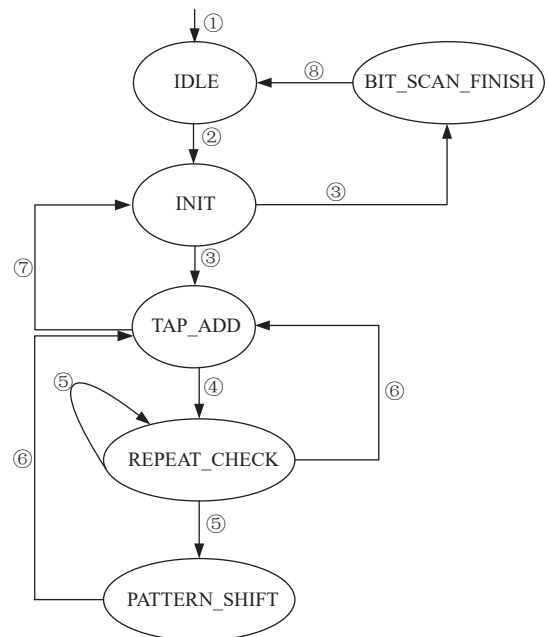 ①
IDLE
⑧
BIT_SCAN_FINISH
②
INIT
③
③
⑦
TAP_ADD
⑤
④
⑥
⑥
REPEAT_CHECK
⑤
PATTERN_SHIFT